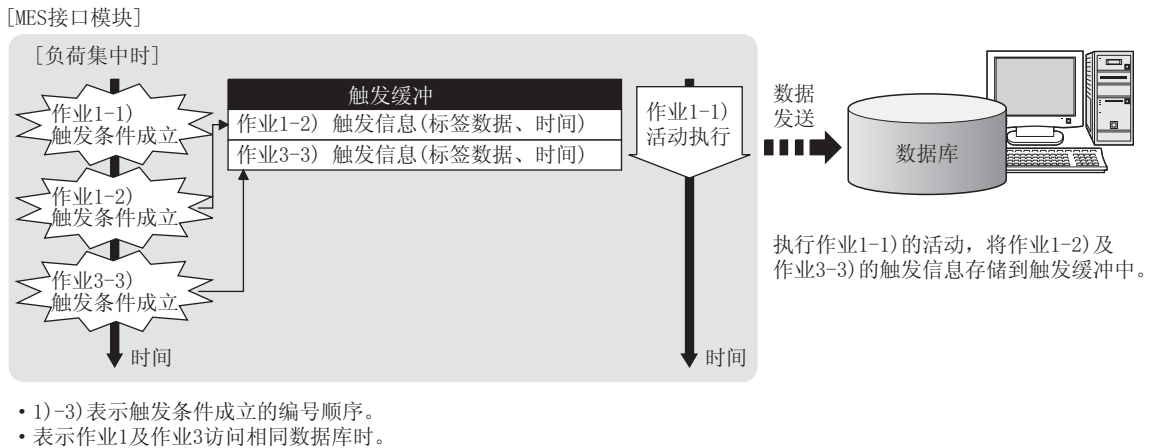 [MES接口模块]
[负荷集中时]
作业1-1)
触发条件成立
作业1-2)
触发条件成立
作业3-3)
触发条件成立
时间
触发缓冲
作业1-2) 触发信息(标签数据、时间)
作业3-3) 触发信息(标签数据、时间)
作业1-1)
活动执行
时间
数据
发送
数据库
执行作业1-1)的活动，将作业1-2)及
作业3-3)的触发信息存储到触发缓冲中。
·1)-3)表示触发条件成立的编号顺序。
·表示作业1及作业3访问相同数据库时。